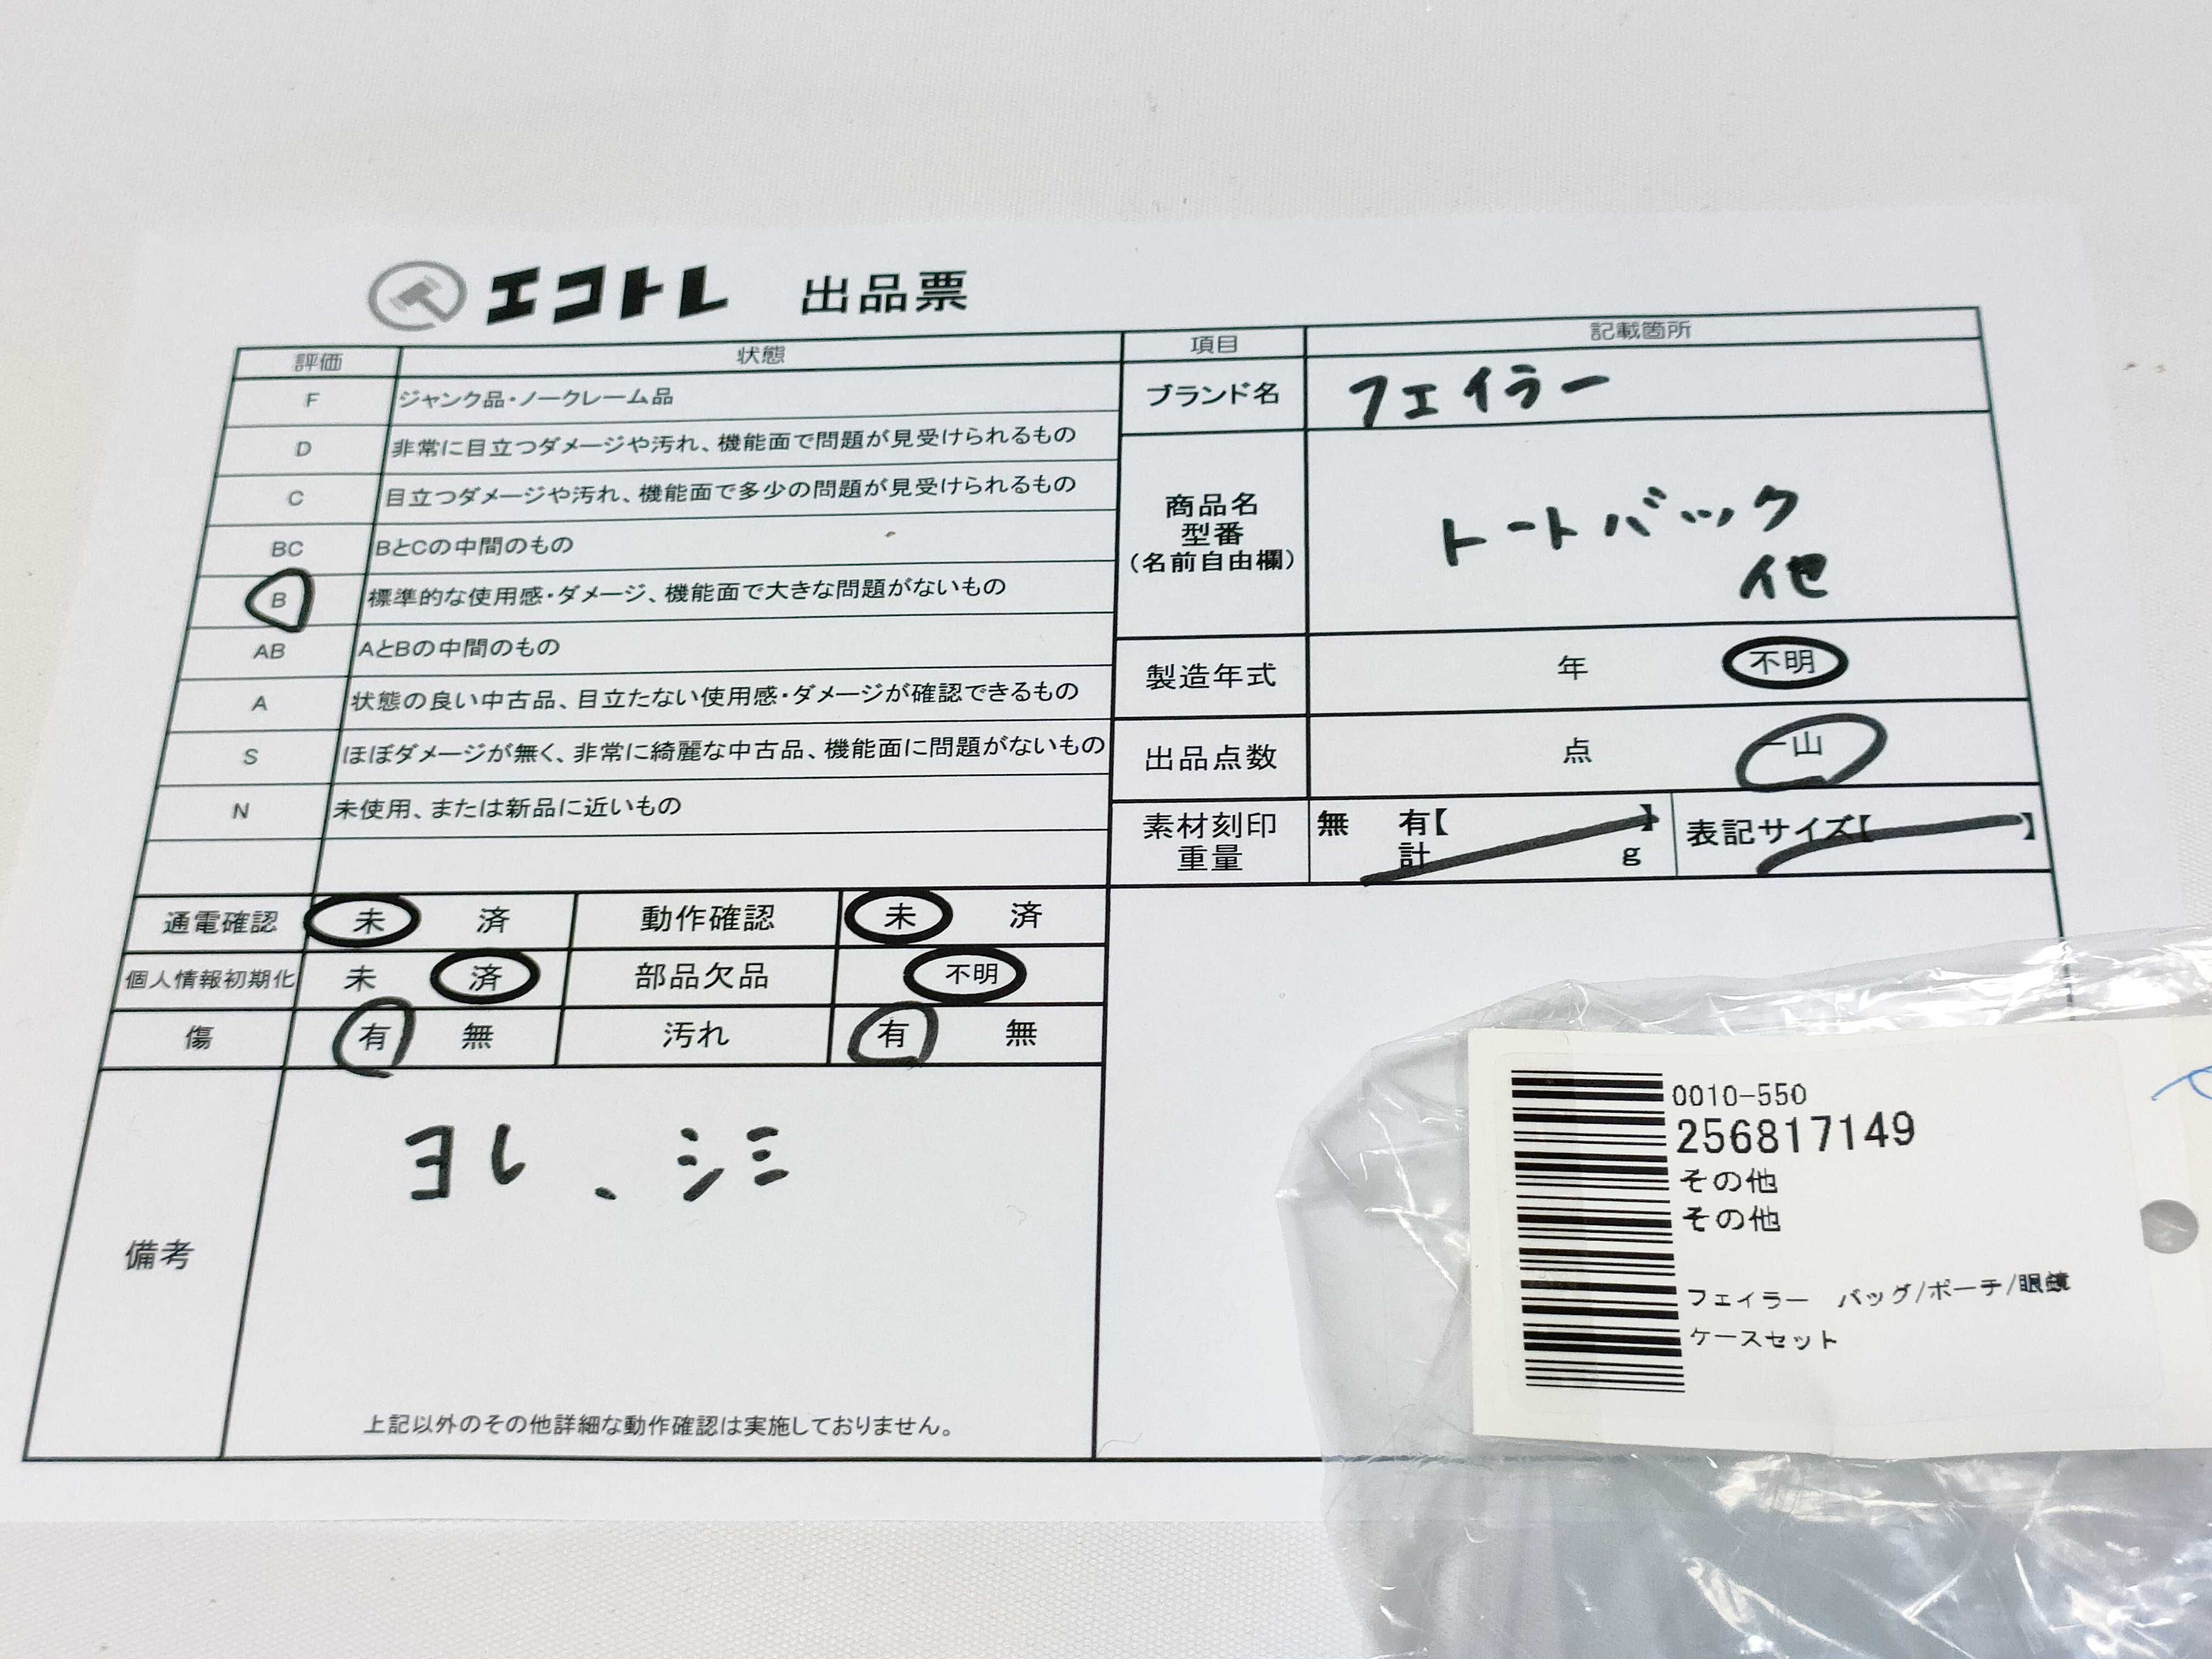 エコトレ 出品票
評価 状態
F ジャンク品・ノークレーム品
D 非常に目立つダメージや汚れ、機能面で問題が見受けられるもの
C 目立つダメージや汚れ、機能面で多少の問題が見受けられるもの
BC BとCの中間のもの
B 標準的な使用感・ダメージ、機能面で大きな問題がないもの
AB AとBの中間のもの
A 状態の良い中古品、目立たない使用感・ダメージが確認できるもの
S ほぼダメージが無く、非常に綺麗な中古品、機能面に問題がないもの
N 未使用、または新品に近いもの
通電確認 未 済 動作確認 未 済
個人情報初期化 未 済 部品欠品 不明
傷 有 無 汚れ 有 無
備考
ヨレ、シミ
上記以外のその他詳細な動作確認は実施しておりません。
項目 記載箇所
ブランド名 フェイラー
商品名
型番
(名前自由欄)
トートバック
他
製造年式 年 不明
出品点数 点 一山
素材刻印 無 有【 】 表記サイズ【 】
重量 計 g
0010-550
256817149
その他
その他
フェイラー バッグ/ポーチ/眼鏡
ケースセット